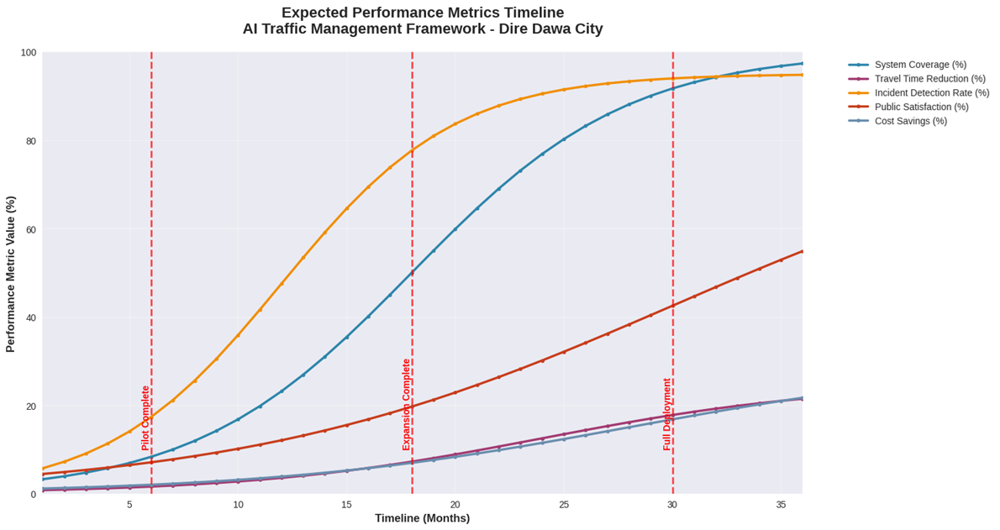 Expected Performance Metrics Timeline
AI Traffic Management Framework - Dire Dawa City
Performance Metric Value (%)
100
80
60
40
20
0
Pilot Complete
Expansion Complete
Full Deployment
5
10
15
20
25
30
35
Timeline (Months)
System Coverage (%)
Travel Time Reduction (%)
Incident Detection Rate (%)
Public Satisfaction (%)
Cost Savings (%)